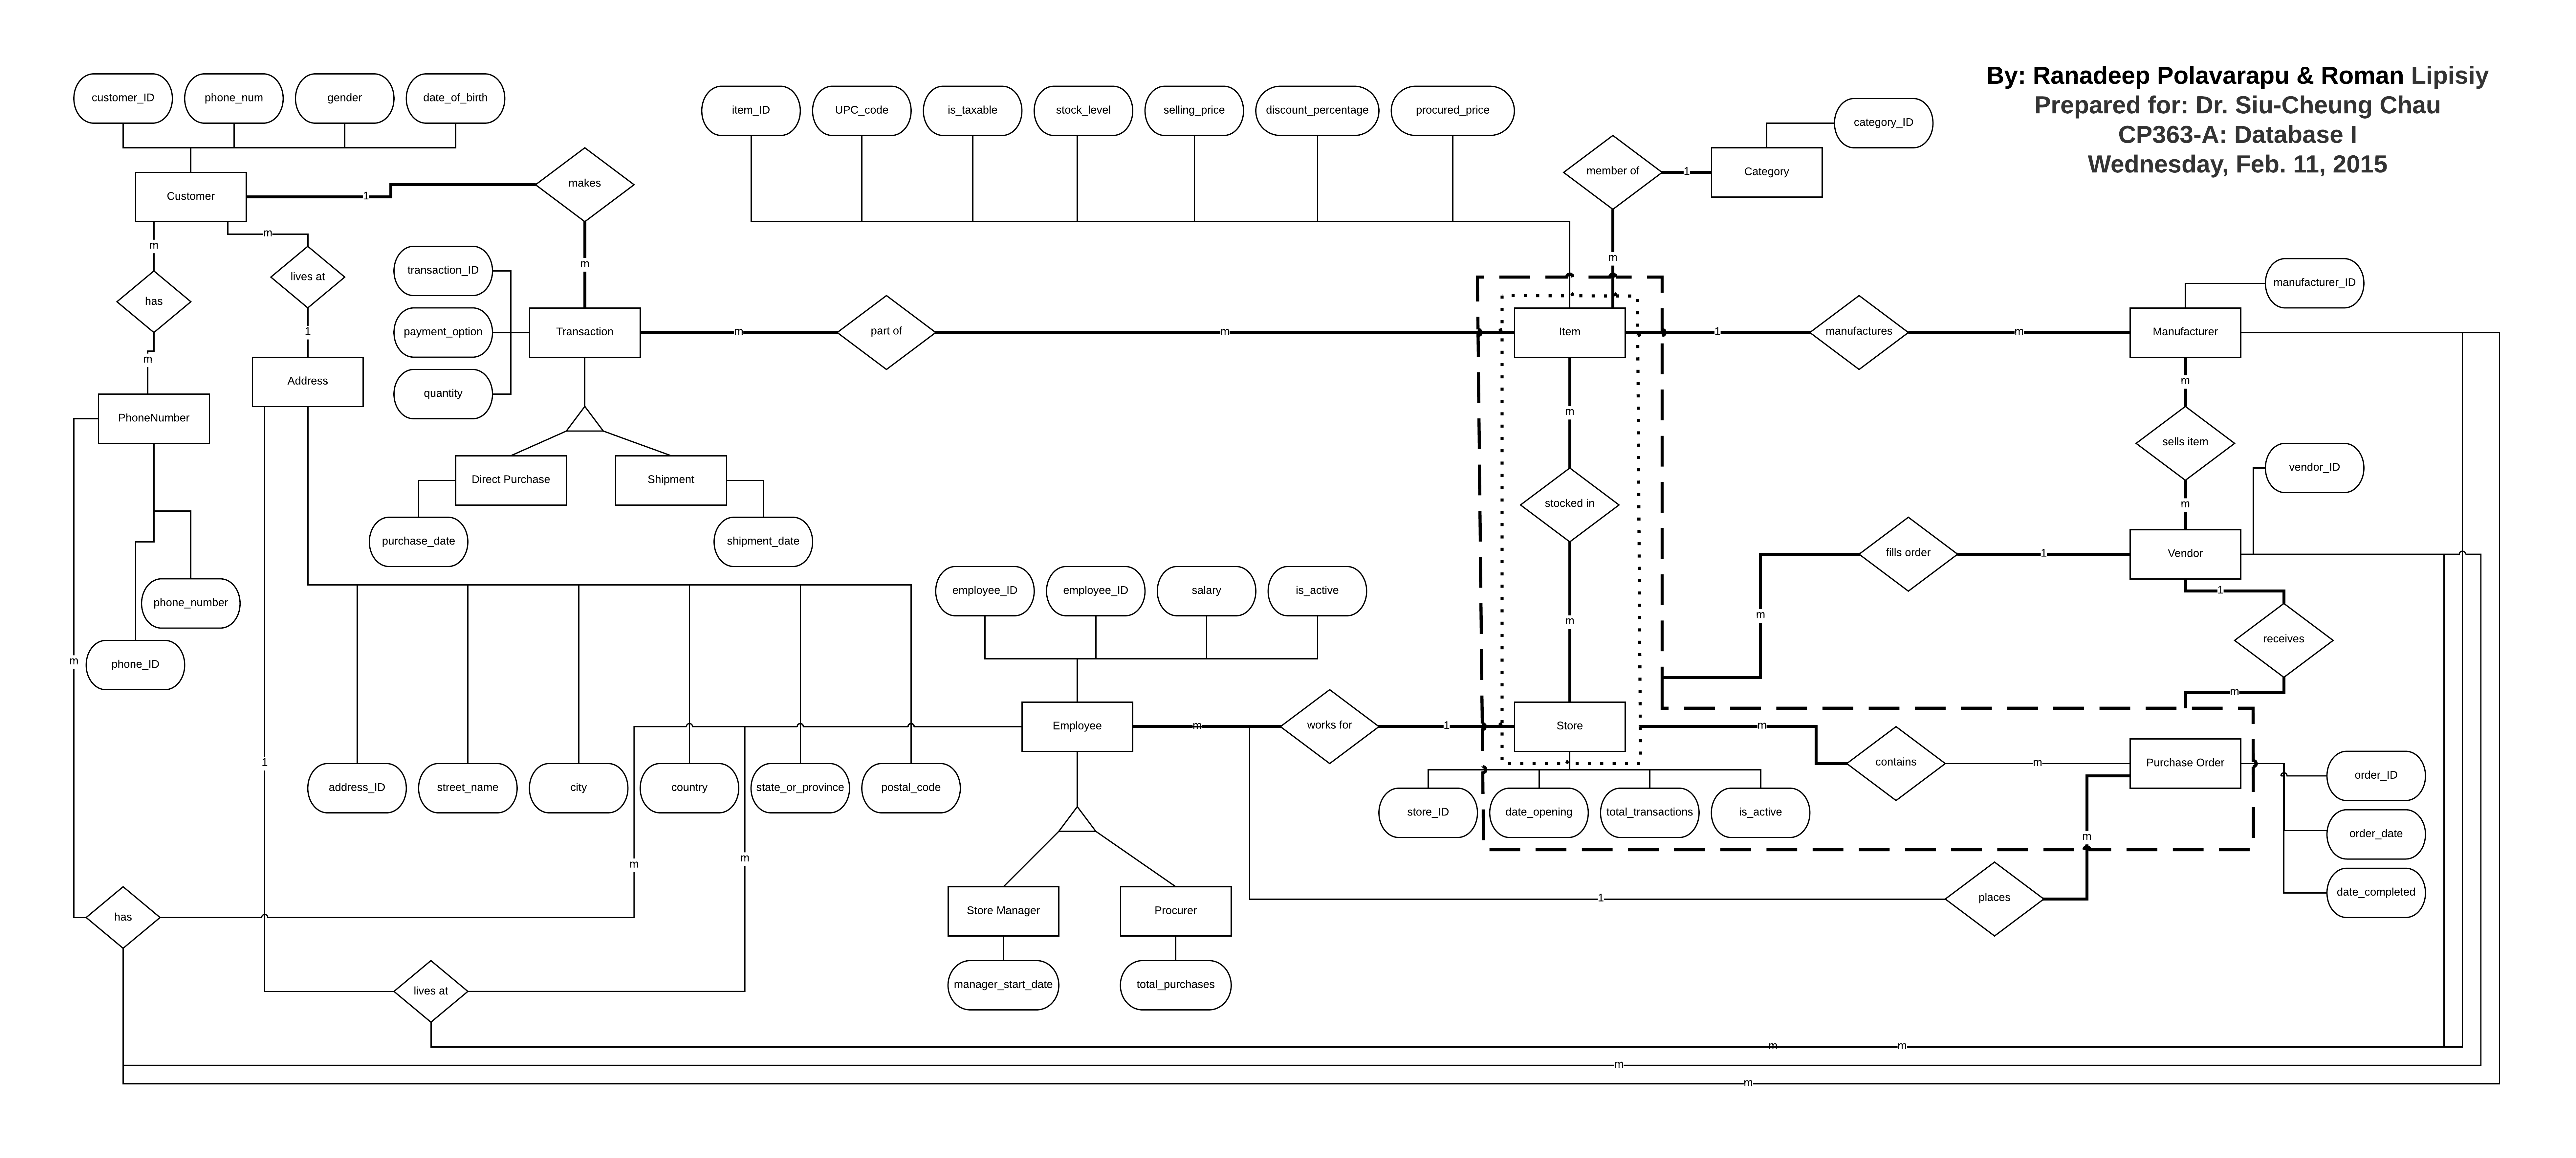 By: Ranadeep Polavarapu & Roman Lipisiy
Prepared for: Dr. Siu-Cheung Chau
CP363-A: Database I
Wednesday, Feb. 11, 2015
customer_ID
phone_num
gender
date_of_birth
item_ID
UPC_code
is_taxable
stock_level
selling_price
discount_percentage
procured_price
category_ID
member of
1
Category
makes
Customer
1
m
m
lives at
has
m
1
m
transaction_ID
payment_option
quantity
Transaction
m
part of
m
m
Item
1
manufactures
m
Manufacturer
manufacturer_ID
Address
PhoneNumber
m
m
sells item
vendor_ID
m
Direct Purchase
Shipment
stocked in
purchase_date
shipment_date
fills order
1
Vendor
m
1
employee_ID
employee_ID
salary
is_active
phone_number
m
m
receives
phone_ID
m
m
Employee
m
works for
1
Store
m
contains
m
Purchase Order
1
address_ID
street_name
city
country
state_or_province
postal_code
store_ID
date_opening
total_transactions
is_active
order_ID
order_date
date_completed
m
m
m
has
Store Manager
Procurer
1
places
lives at
manager_start_date
total_purchases
m
m
m
m